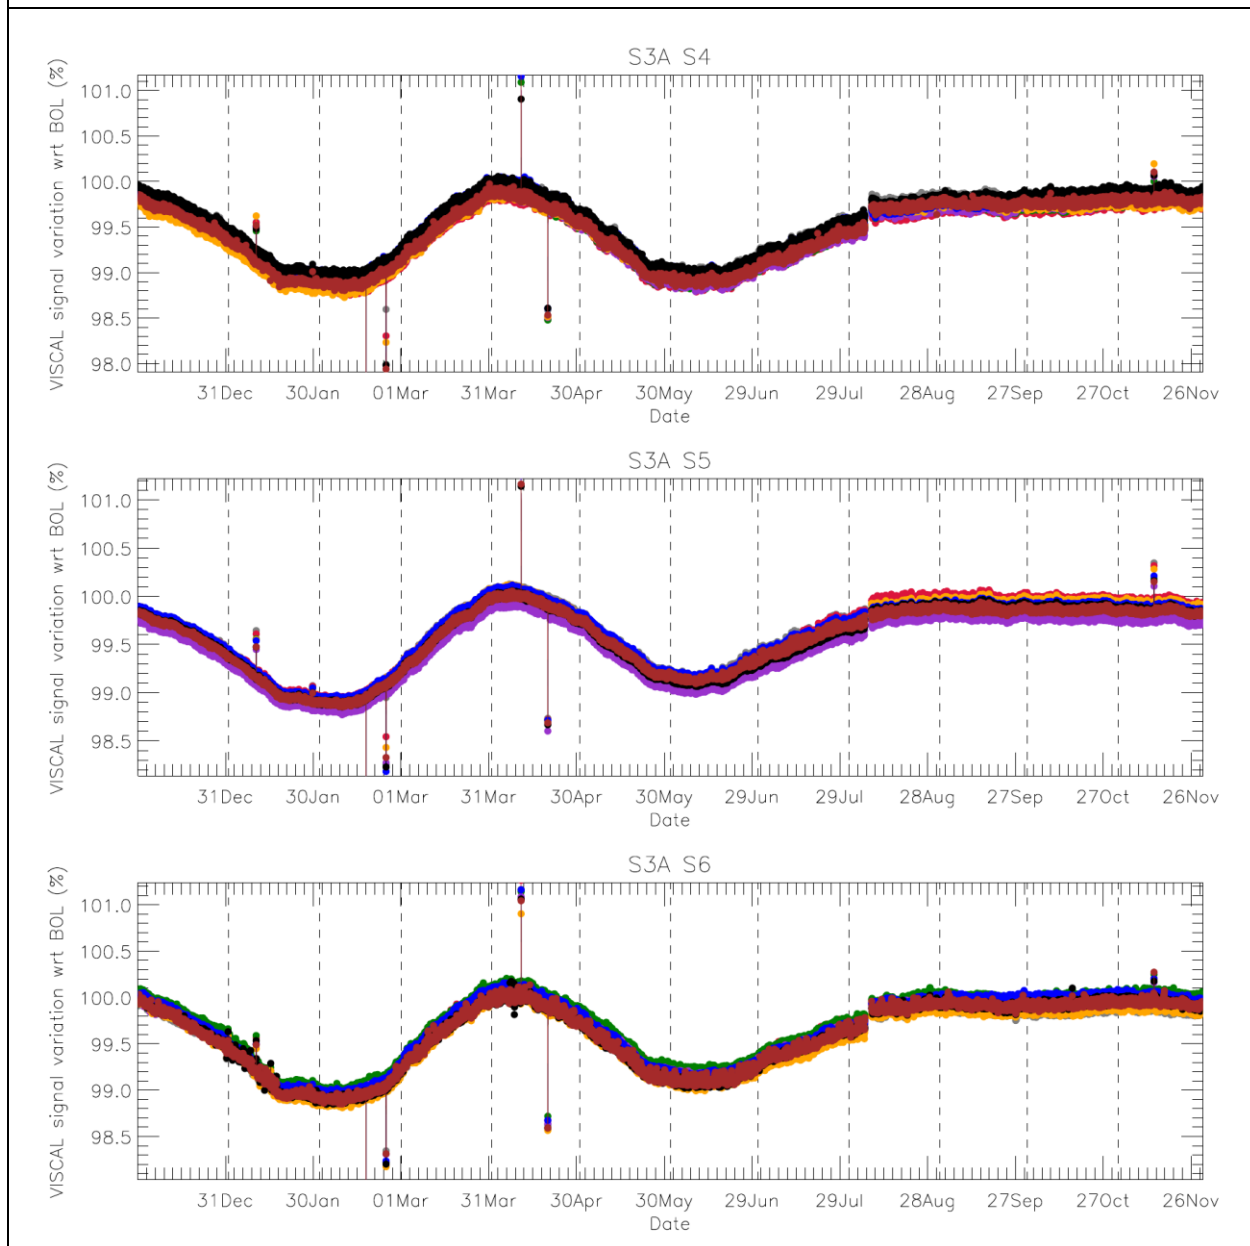 S3A S4
VISCAL signal variation wrt BOL (%)
101.0
100.5
100.0
99.5
99.0
98.5
98.0
31Dec 30Jan 01Mar 31Mar 30Apr 30May 29Jun 29Jul 28Aug 27Sep 27Oct 26Nov
Date
S3A S5
VISCAL signal variation wrt BOL (%)
101.0
100.5
100.0
99.5
99.0
98.5
31Dec 30Jan 01Mar 31Mar 30Apr 30May 29Jun 29Jul 28Aug 27Sep 27Oct 26Nov
Date
S3A S6
VISCAL signal variation wrt BOL (%)
101.0
100.5
100.0
99.5
99.0
98.5
31Dec 30Jan 01Mar 31Mar 30Apr 30May 29Jun 29Jul 28Aug 27Sep 27Oct 26Nov
Date